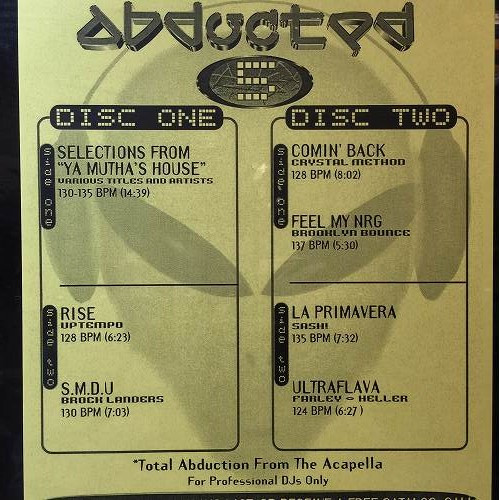 abducted
5
DISC ONE
side one
SELECTIONS FROM
"YA MUTHA'S HOUSE"
VARIOUS TITLES AND ARTISTS
130-135 BPM (14:39)
side two
RISE
UPTEMPO
128 BPM (6:23)
S.M.D.U
BROCK LANDERS
130 BPM (7:03)
DISC TWO
side one
COMIN' BACK
CRYSTAL METHOD
128 BPM (8:02)
FEEL MY NRG
BROOKLYN BOUNCE
137 BPM (5:30)
side two
LA PRIMAVERA
SASH!
135 BPM (7:32)
ULTRAFLAVA
FARLEY & HELLER
124 BPM (6:27 )
*Total Abduction From The Acapella
For Professional DJs Only